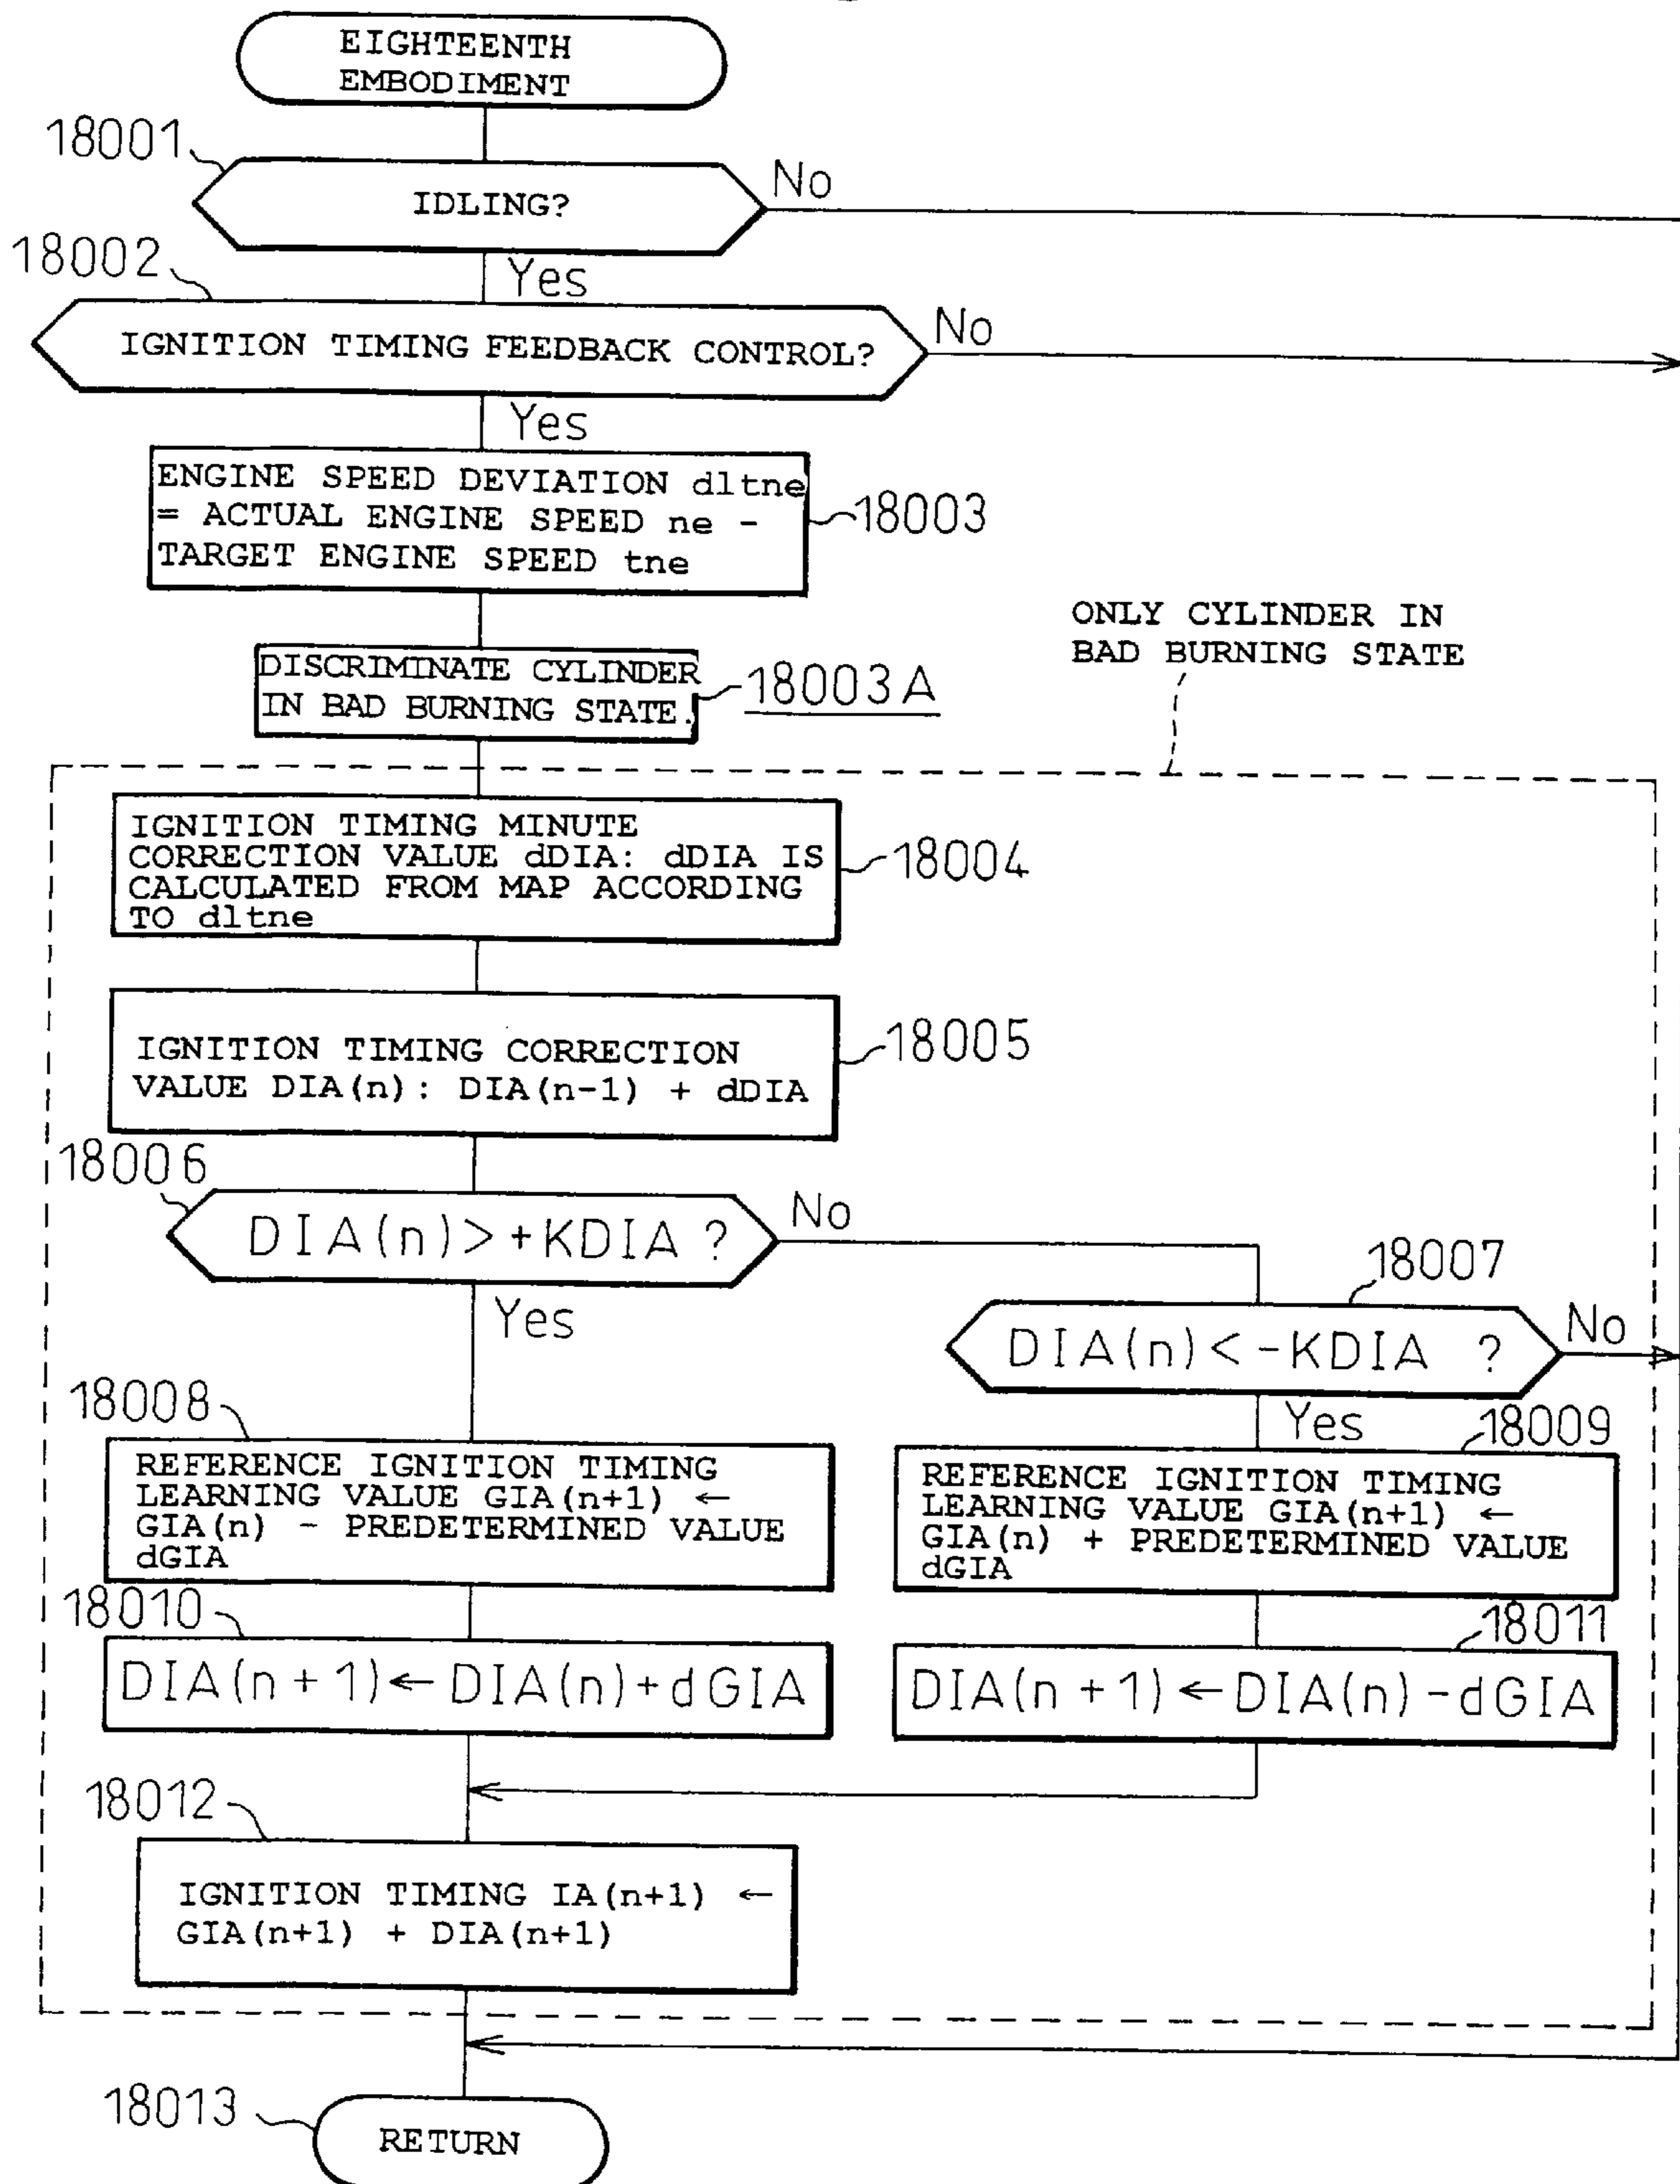 EIGHTEENTH
EMBODIMENT
18001
IDLING?
No
18002
Yes
IGNITION TIMING FEEDBACK CONTROL?
No
Yes
ENGINE SPEED DEVIATION dltne
= ACTUAL ENGINE SPEED ne -
TARGET ENGINE SPEED tne
18003
ONLY CYLINDER IN
BAD BURNING STATE
DISCRIMINATE CYLINDER
IN BAD BURNING STATE.
18003A
IGNITION TIMING MINUTE
CORRECTION VALUE dDIA: dDIA IS
CALCULATED FROM MAP ACCORDING
TO dltne
18004
IGNITION TIMING CORRECTION
VALUE DIA(n): DIA(n-1) + dDIA
18005
18006
DIA(n)>+KDIA ?
No
Yes
18007
DIA(n)<-KDIA ?
No
Yes
18008
REFERENCE IGNITION TIMING
LEARNING VALUE GIA(n+1) ←
GIA(n) - PREDETERMINED VALUE
dGIA
18009
REFERENCE IGNITION TIMING
LEARNING VALUE GIA(n+1) ←
GIA(n) + PREDETERMINED VALUE
dGIA
18010
DIA(n+1)←DIA(n)+dGIA
18011
DIA(n+1)←DIA(n)-dGIA
18012
IGNITION TIMING IA(n+1) ←
GIA(n+1) + DIA(n+1)
18013
RETURN